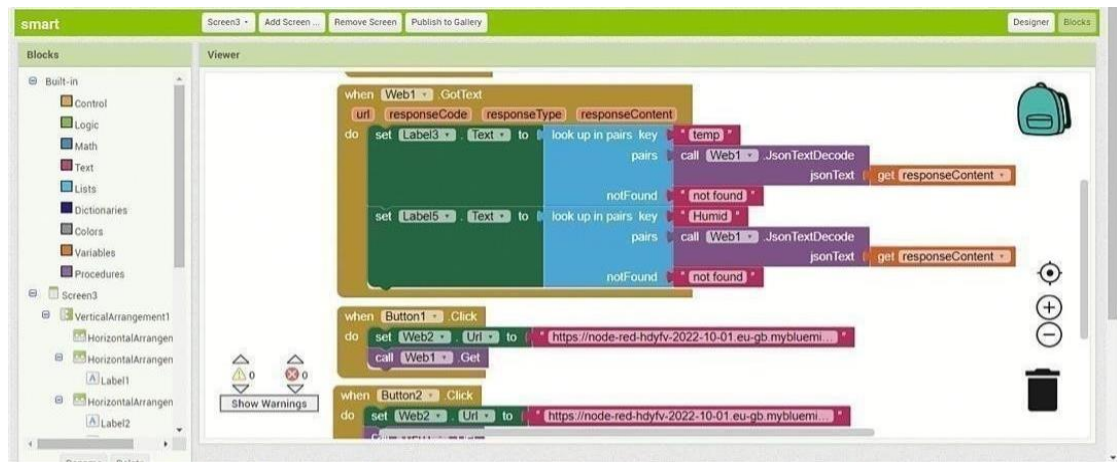 smart
Screen3
Add Screen ...
Remove Screen
Publish to Gallery
Designer
Blocks
Blocks
Viewer
Built-in
Control
Logic
Math
Text
Lists
Dictionaries
Colors
Variables
Procedures
Screen3
VerticalArrangement1
HorizontalArrangen
HorizontalArrangen
Label1
HorizontalArrangen
Label2
when Web1 .GotText
url responseCode responseType responseContent
do set Label3 . Text to look up in pairs key " temp "
pairs call Web1 .JsonTextDecode
jsonText get responseContent
notFound " not found "
set Label5 . Text to look up in pairs key " Humid "
pairs call Web1 .JsonTextDecode
jsonText get responseContent
notFound " not found "
when Button1 .Click
do set Web2 . Url to " https://node-red-hdyfv-2022-10-01.eu-gb.mybluemi... "
call Web1 .Get
when Button2 .Click
do set Web2 . Url to " https://node-red-hdyfv-2022-10-01.eu-gb.mybluemi... "
0 0
Show Warnings